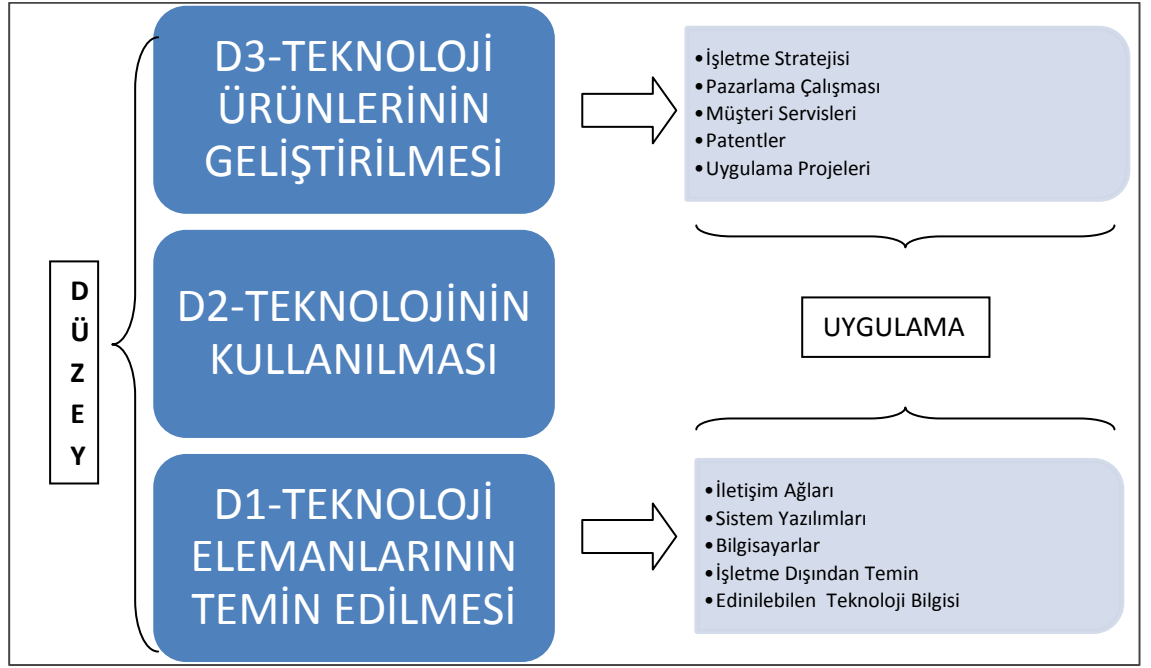 DÜZEY
D3-TEKNOLOJİ
ÜRÜNLERİNİN
GELİŞTİRİLMESİ
•İşletme Stratejisi
•Pazarlama Çalışması
•Müşteri Servisleri
•Patentler
•Uygulama Projeleri
D2-TEKNOLOJİNİN
KULLANILMASI
UYGULAMA
D1-TEKNOLOJİ
ELEMANLARININ
TEMİN EDİLMESİ
•İletişim Ağları
•Sistem Yazılımları
•Bilgisayarlar
•İşletme Dışından Temin
•Edinilebilen Teknoloji Bilgisi